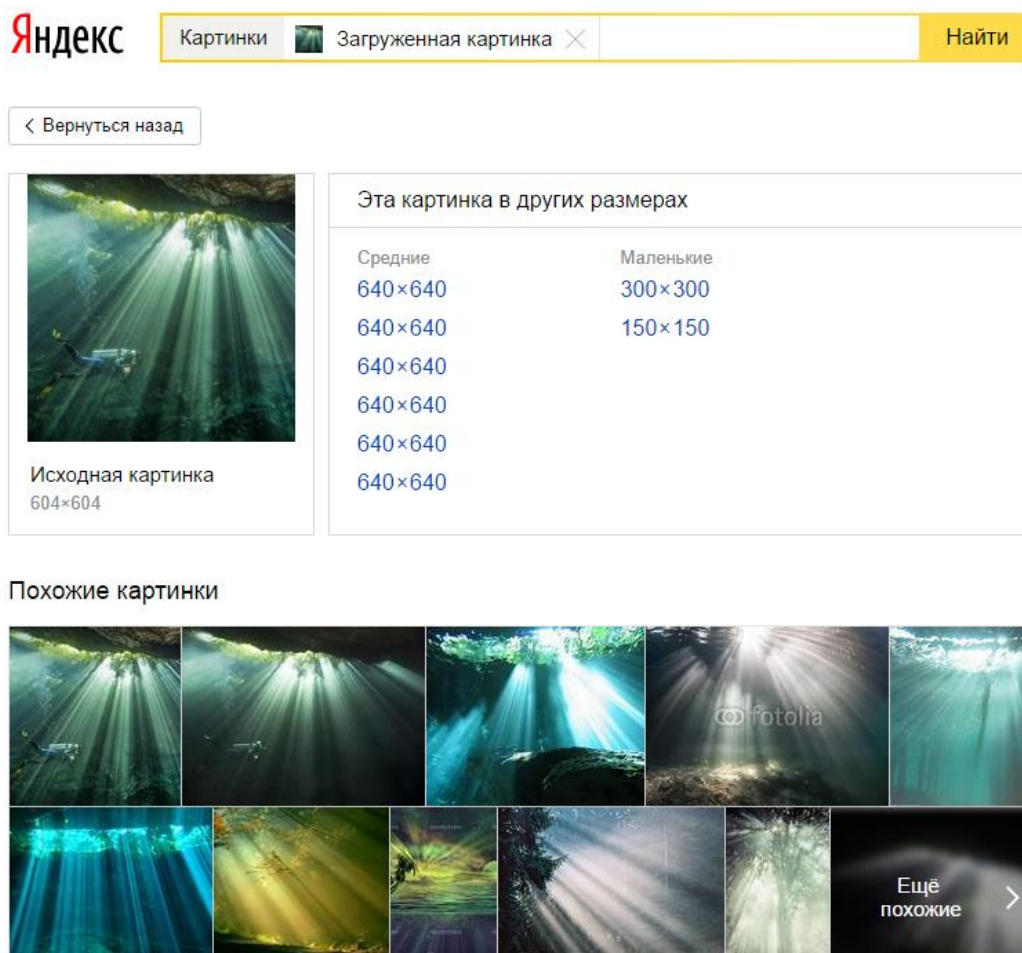 Яндекс
Картинки Загруженная картинка Найти
Вернуться назад
Эта картинка в других размерах
Средние Маленькие
640×640 300×300
640×640 150×150
640×640
640×640
640×640
640×640
Исходная картинка
604×604
Похожие картинки
fotolia
Ещё
похожие